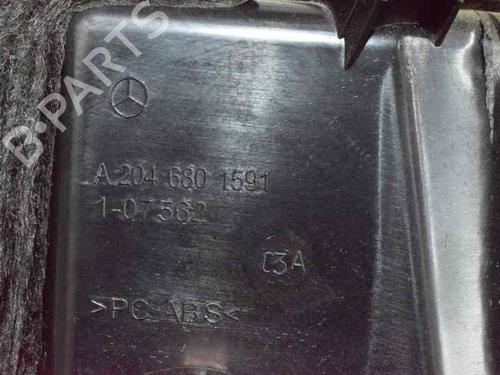 B-PARTS
A 204 680 1591
1-07562
C3A
>PC-ABS<